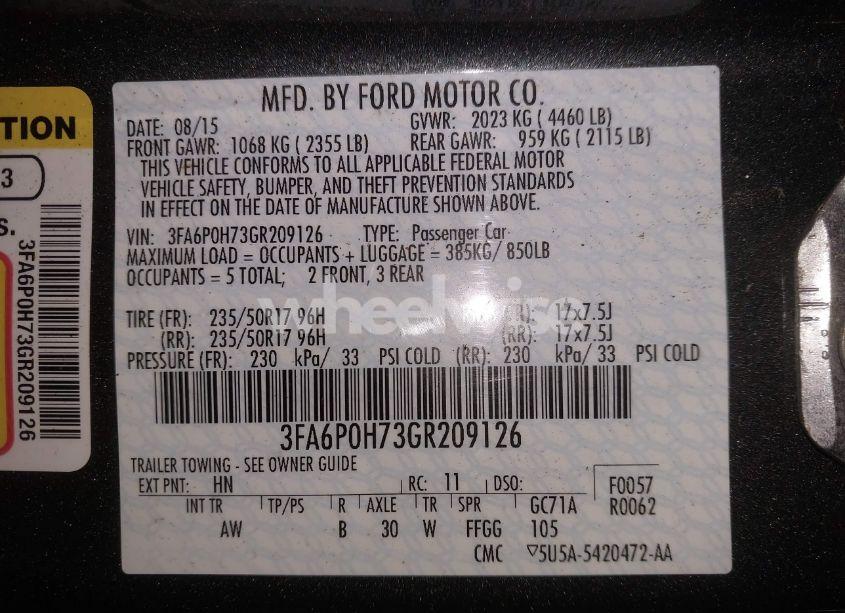 MFD. BY FORD MOTOR CO.
DATE: 08/15 GVWR: 2023 KG ( 4460 LB)
FRONT GAWR: 1068 KG ( 2355 LB) REAR GAWR: 959 KG ( 2115 LB)
THIS VEHICLE CONFORMS TO ALL APPLICABLE FEDERAL MOTOR
VEHICLE SAFETY, BUMPER, AND THEFT PREVENTION STANDARDS
IN EFFECT ON THE DATE OF MANUFACTURE SHOWN ABOVE.
VIN: 3FA6P0H73GR209126 TYPE: Passenger Car
MAXIMUM LOAD = OCCUPANTS + LUGGAGE = 385KG/ 850LB
OCCUPANTS = 5 TOTAL; 2 FRONT, 3 REAR
TIRE (FR): 235/50R17 96H 17x7.5J
(RR): 235/50R17 96H (RR): 17x7.5J
PRESSURE (FR): 230 kPa/ 33 PSI COLD (RR): 230 kPa/ 33 PSI COLD
3FA6P0H73GR209126
TRAILER TOWING - SEE OWNER GUIDE
EXT PNT: HN RC: 11 DSO: F0057
INT TR TP/PS R AXLE TR SPR GC71A R0062
AW B 30 W FFGG 105
CMC ▽5U5A-5420472-AA
TION
3
S.
3FA6P0H73GR209126